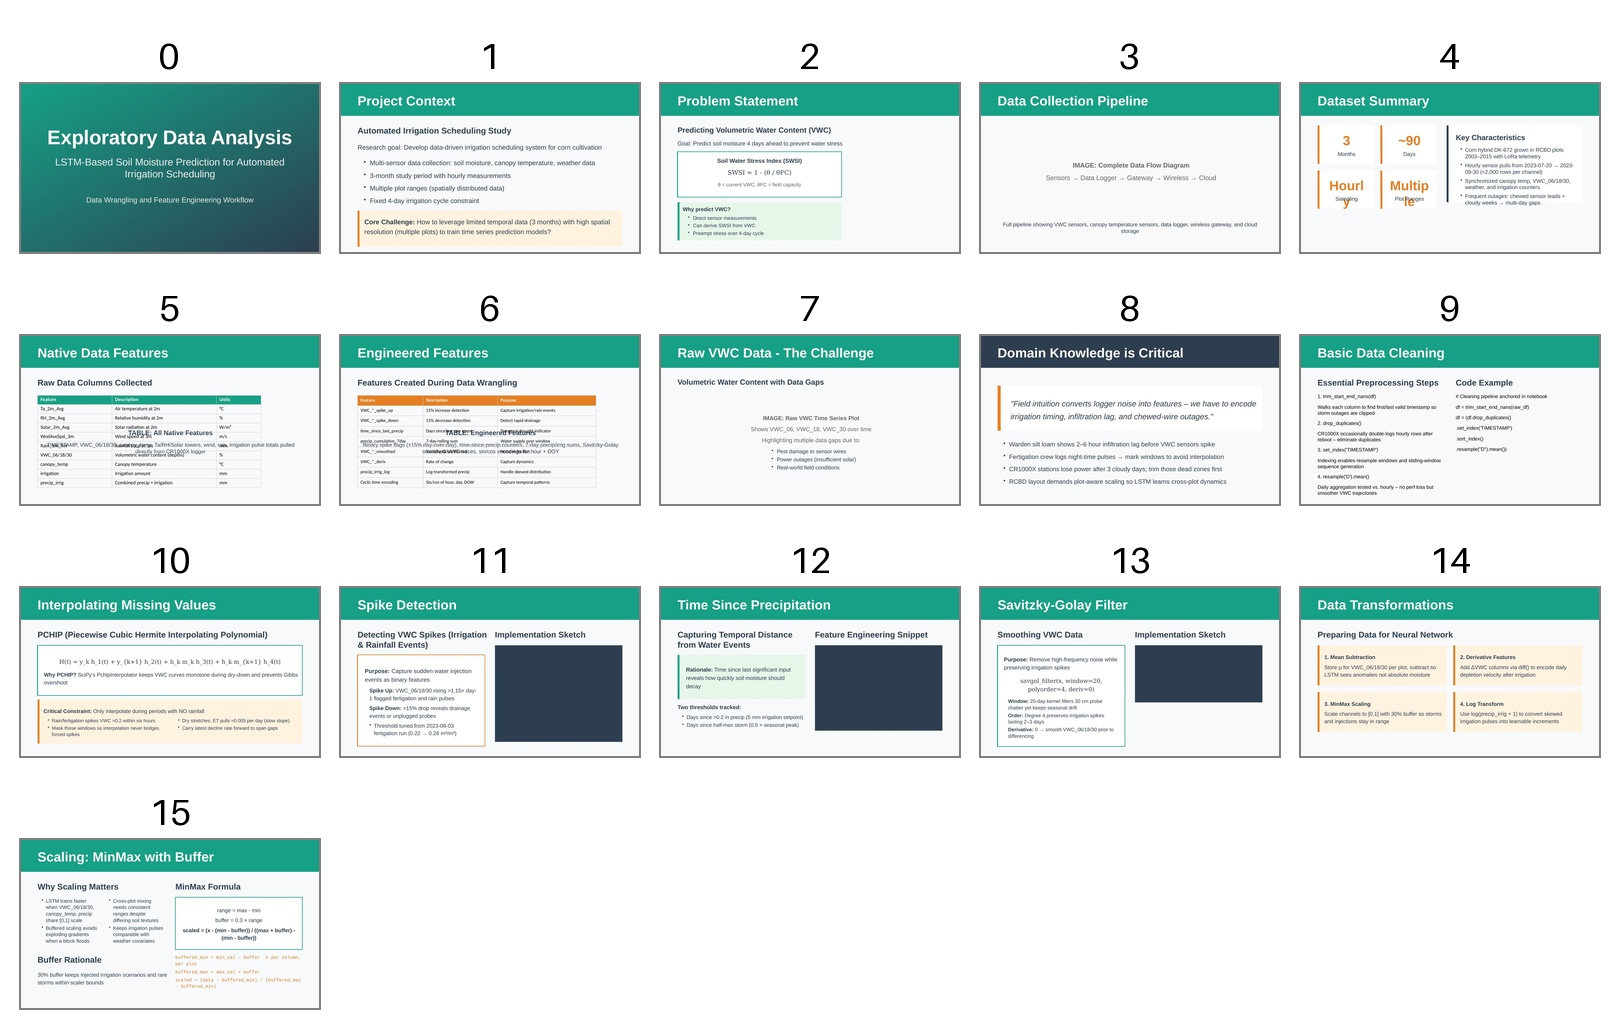 0
Exploratory Data Analysis
LSTM-Based Soil Moisture Prediction for Automated
Irrigation Scheduling
Data Wrangling and Feature Engineering Workflow
1
Project Context
Automated Irrigation Scheduling Study
Research goal: Develop data-driven irrigation scheduling system for corn cultivation
• Multi-sensor data collection: soil moisture, canopy temperature, weather data
• 3-month study period with hourly measurements
• Multiple plot ranges (spatially distributed data)
• Fixed 4-day irrigation cycle constraint
Core Challenge: How to leverage limited temporal data (3 months) with high spatial
resolution (multiple plots) to train time series prediction models?
2
Problem Statement
Predicting Volumetric Water Content (VWC)
Goal: Predict soil moisture 4 days ahead to prevent water stress
Soil Water Stress Index (SWSI)
SWSI = 1 - (θ / θFC)
θ = current VWC, θFC = field capacity
Why predict VWC?
• Direct sensor measurements
• Can derive SWSI from VWC
• Preempt stress over 4-day cycle
3
Data Collection Pipeline
IMAGE: Complete Data Flow Diagram
Sensors → Data Logger → Gateway → Wireless → Cloud
Full pipeline showing VWC sensors, canopy temperature sensors, data logger, wireless gateway, and cloud
storage
4
Dataset Summary
3
Months
~90
Days
Hourl
y
Sampling
Multip
le
Plot Ranges
Key Characteristics
• Corn hybrid DK-672 grown in RCBD plots
2003–2015 with LoRa telemetry
• Hourly sensor pulls from 2023-07-20 → 2023-
09-30 (≈2,000 rows per channel)
• Synchronized canopy temp, VWC_06/18/30,
weather, and irrigation counters
• Frequent outages: chewed sensor leads +
cloudy weeks → multi-day gaps
5
Native Data Features
Raw Data Columns Collected
Feature Description Units
Ta_2m_Avg Air temperature at 2m °C
RH_2m_Avg Relative humidity at 2m %
Solar_2m_Avg Solar radiation at 2m W/m²
WndAveSpd_3m Wind speed at 3m m/s
TABLE: All Native Features
TIMESTAMP, VWC_06/18/30, canopy_temp, Ta/RH/Solar towers, wind, rain, irrigation pulse totals pulled
directly from CR1000X logger
VWC_06/18/30 Volumetric water content (depths) %
canopy_temp Canopy temperature °C
irrigation Irrigation amount mm
precip_irrig Combined precip + irrigation mm
6
Engineered Features
Features Created During Data Wrangling
Feature Description Purpose
VWC_*_spike_up 15% increase detection Capture irrigation/rain events
VWC_*_spike_down 15% decrease detection Detect rapid drainage
time_since_last_precip
TABLE: Engineered Features
precip_cumulative_7day 7-day rolling sum Water supply over window
Binary spike flags (±15% day-over-day), time-since-precip counters, 7-day precip/irrig sums, Savitzky-Golay
VWC_*_smoothed
VWC_*_deriv Rate of change Capture dynamics
precip_irrig_log Log-transformed precip. Handle skewed distribution
Cyclic time encoding Sin/cos of hour, day, DOW Capture temporal patterns
7
Raw VWC Data - The Challenge
Volumetric Water Content with Data Gaps
IMAGE: Raw VWC Time Series Plot
Shows VWC_06, VWC_18, VWC_30 over time
Highlighting multiple data gaps due to:
• Pest damage to sensor wires
• Power outages (insufficient solar)
• Real-world field conditions
8
Domain Knowledge is Critical
"Field intuition converts logger noise into features – we have to encode
irrigation timing, infiltration lag, and chewed-wire outages."
• Warden silt loam shows 2–6 hour infiltration lag before VWC sensors spike
• Fertigation crew logs night-time pulses → mark windows to avoid interpolation
• CR1000X stations lose power after 3 cloudy days; trim those dead zones first
• RCBD layout demands plot-aware scaling so LSTM learns cross-plot dynamics
9
Basic Data Cleaning
Essential Preprocessing Steps
1. trim_start_end_nans(df)
Walks each column to find first/last valid timestamp so
storm outages are clipped
2. drop_duplicates()
CR1000X occasionally double-logs hourly rows after
reboot – eliminate duplicates
3. set_index('TIMESTAMP')
Indexing enables resample windows and sliding-window
sequence generation
4. resample('D').mean()
Daily aggregation tested vs. hourly – no perf loss but
smoother VWC trajectories
Code Example
# Cleaning pipeline anchored in notebook
df = trim_start_end_nans(raw_df)
df = (df.drop_duplicates()
.set_index('TIMESTAMP')
.sort_index()
.resample('D').mean())
10
Interpolating Missing Values
PCHIP (Piecewise Cubic Hermite Interpolating Polynomial)
H(t) = y_k h_1(t) + y_{k+1} h_2(t) + h_k m_k h_3(t) + h_k m_{k+1} h_4(t)
Why PCHIP? SciPy's PchipInterpolator keeps VWC curves monotone during dry-down and prevents Gibbs
overshoot
Critical Constraint: Only interpolate during periods with NO rainfall
• Rain/fertigation spikes VWC >0.2 within six hours
• Mask those windows so interpolation never bridges
forced spikes
• Dry stretches: ET pulls ≈0.005 per day (slow slope)
• Carry latest decline rate forward to span gaps
11
Spike Detection
Detecting VWC Spikes (Irrigation
& Rainfall Events)
Purpose: Capture sudden water injection
events as binary features
Spike Up: VWC_06/18/30 rising >1.15× day-
1 flagged fertigation and rain pulses
Spike Down: >15% drop reveals drainage
events or unplugged probes
• Threshold tuned from 2023-08-03
fertigation run (0.22 → 0.28 m³/m³)
Implementation Sketch
12
Time Since Precipitation
Capturing Temporal Distance
from Water Events
Rationale: Time since last significant input
reveals how quickly soil moisture should
decay
Two thresholds tracked:
• Days since >0.2 in precip (5 mm irrigation setpoint)
• Days since half-max storm (0.5 × seasonal peak)
Feature Engineering Snippet
13
Savitzky-Golay Filter
Smoothing VWC Data
Purpose: Remove high-frequency noise while
preserving irrigation spikes
savgol_filter(x, window=20,
polyorder=4, deriv=0)
Window: 20-day kernel filters 30 cm probe
chatter yet keeps seasonal drift
Order: Degree 4 preserves irrigation spikes
lasting 2–3 days
Derivative: 0 → smooth VWC_06/18/30 prior to
differencing
Implementation Sketch
14
Data Transformations
Preparing Data for Neural Network
1. Mean Subtraction
Store μ for VWC_06/18/30 per plot, subtract so
LSTM sees anomalies not absolute moisture
2. Derivative Features
Add ΔVWC columns via diff() to encode daily
depletion velocity after irrigation
3. MinMax Scaling
Scale channels to [0,1] with 30% buffer so storms
and injections stay in range
4. Log Transform
Use log(precip_irrig + 1) to convert skewed
irrigation pulses into learnable increments
15
Scaling: MinMax with Buffer
Why Scaling Matters
• LSTM trains faster
when VWC_06/18/30,
canopy_temp, precip
share [0,1] scale
• Buffered scaling avoids
exploding gradients
when a block floods
• Cross-plot mixing
needs consistent
ranges despite
differing soil textures
• Keeps irrigation pulses
comparable with
weather covariates
Buffer Rationale
30% buffer keeps injected irrigation scenarios and rare
storms within scaler bounds
MinMax Formula
range = max - min
buffer = 0.3 × range
scaled = (x - (min - buffer)) / ((max + buffer) -
(min - buffer))
buffered_min = min_val - buffer # per column,
per plot
buffered_max = max_val + buffer
scaled = (data - buffered_min) / (buffered_max
- buffered_min)